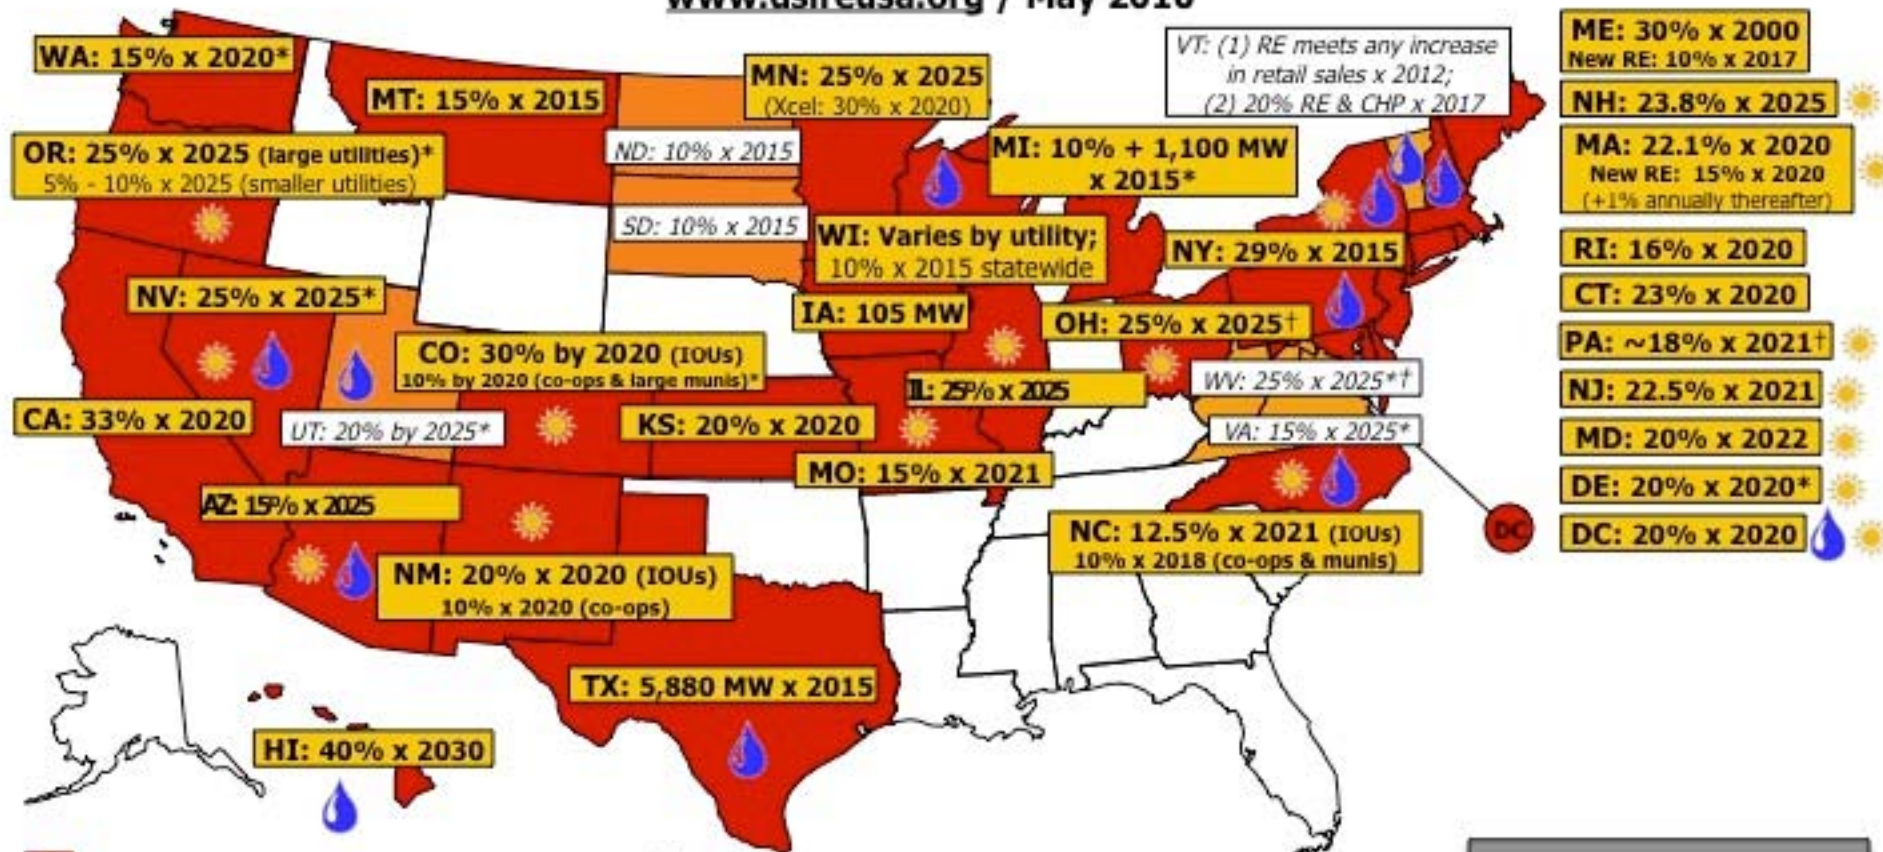 www.dsireusa.org / May 2010
WA: 15% x 2020*
MT: 15% x 2015
MN: 25% x 2025
(Xcel: 30% x 2020)
VT: (1) RE meets any increase
in retail sales x 2012;
(2) 20% RE & CHP x 2017
ME: 30% x 2000
New RE: 10% x 2017
NH: 23.8% x 2025
OR: 25% x 2025 (large utilities)*
5% - 10% x 2025 (smaller utilities)
ND: 10% x 2015
MI: 10% + 1,100 MW
x 2015*
MA: 22.1% x 2020
New RE: 15% x 2020
(+1% annually thereafter)
SD: 10% x 2015
WI: Varies by utility;
10% x 2015 statewide
NY: 29% x 2015
RI: 16% x 2020
NV: 25% x 2025*
IA: 105 MW
OH: 25% x 2025†
CT: 23% x 2020
CO: 30% by 2020 (IOUs)
10% by 2020 (co-ops & large munis)*
PA: ~18% x 2021†
IL: 25% x 2025
WV: 25% x 2025*†
NJ: 22.5% x 2021
CA: 33% x 2020
UT: 20% by 2025*
KS: 20% x 2020
VA: 15% x 2025*
MD: 20% x 2022
MO: 15% x 2021
DE: 20% x 2020*
AZ: 15% x 2025
NC: 12.5% x 2021 (IOUs)
10% x 2018 (co-ops & munis)
DC
DC: 20% x 2020
NM: 20% x 2020 (IOUs)
10% x 2020 (co-ops)
TX: 5,880 MW x 2015
HI: 40% x 2030